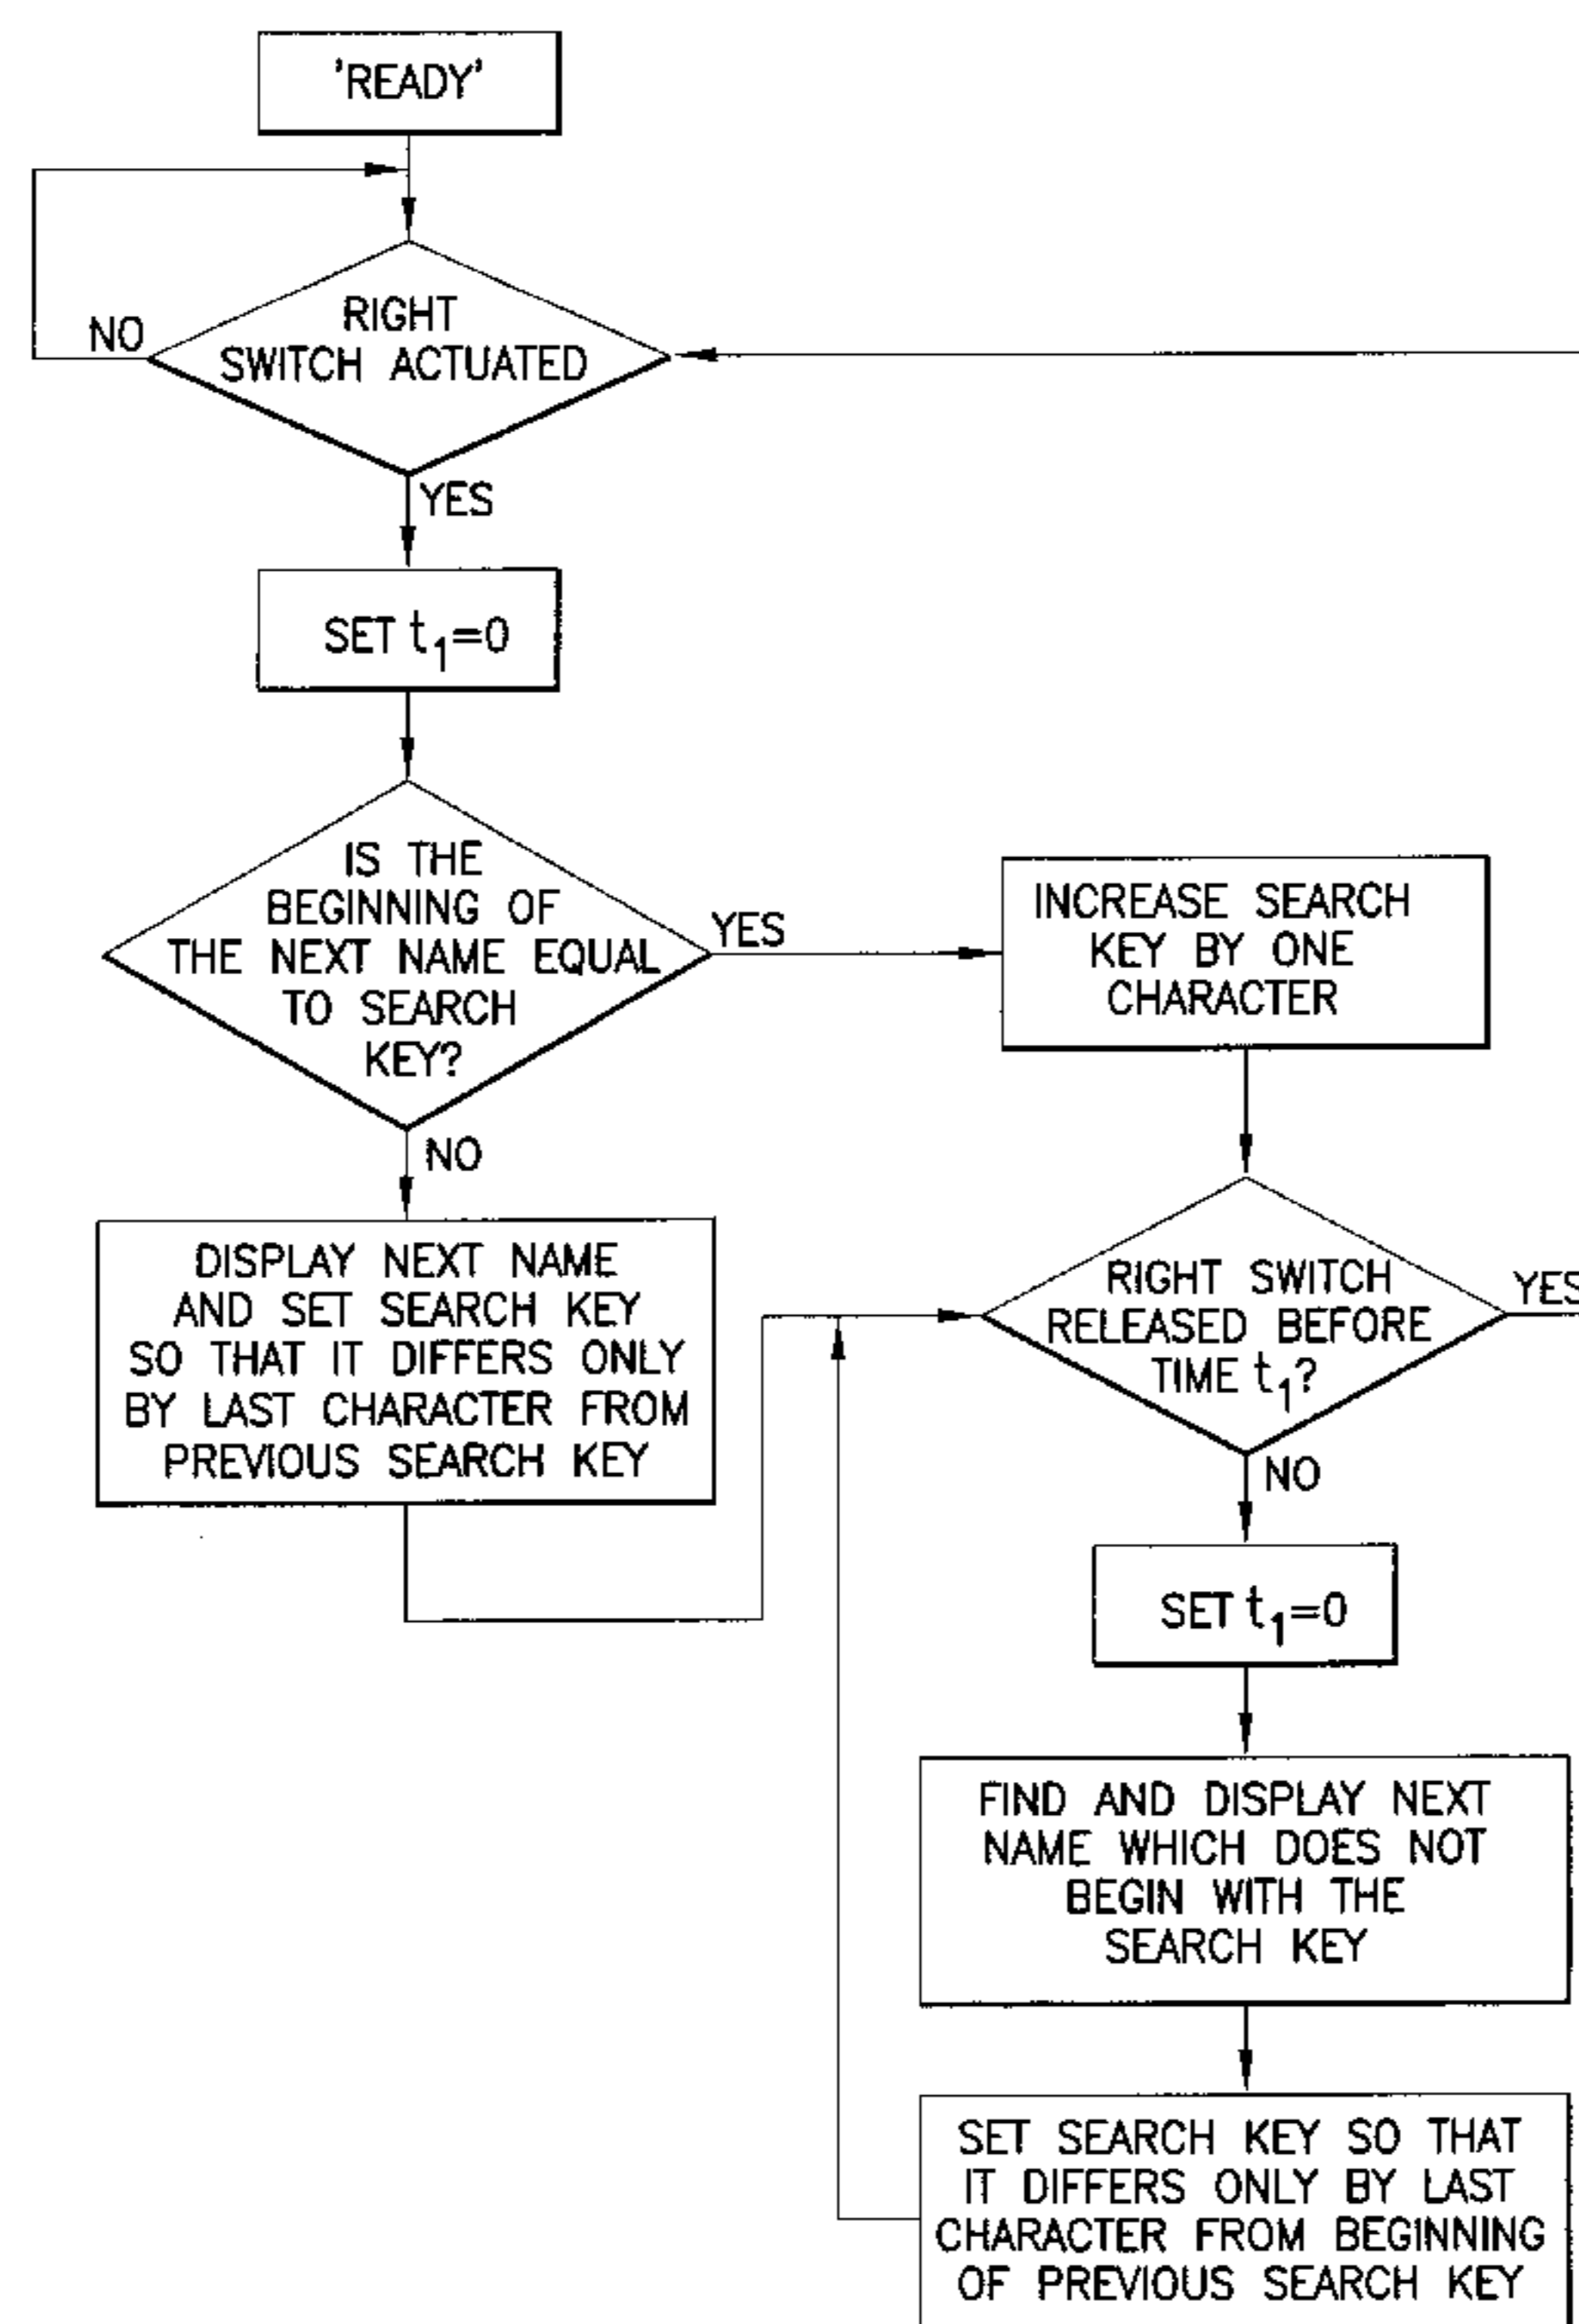 'READY'
RIGHT
SWITCH ACTUATED
NO
YES
SET t₁=0
IS THE
BEGINNING OF
THE NEXT NAME EQUAL
TO SEARCH
KEY?
YES
NO
INCREASE SEARCH
KEY BY ONE
CHARACTER
DISPLAY NEXT NAME
AND SET SEARCH KEY
SO THAT IT DIFFERS ONLY
BY LAST CHARACTER FROM
PREVIOUS SEARCH KEY
RIGHT SWITCH
RELEASED BEFORE
TIME t₁?
YES
NO
SET t₁=0
FIND AND DISPLAY NEXT
NAME WHICH DOES NOT
BEGIN WITH THE
SEARCH KEY
SET SEARCH KEY SO THAT
IT DIFFERS ONLY BY LAST
CHARACTER FROM BEGINNING
OF PREVIOUS SEARCH KEY